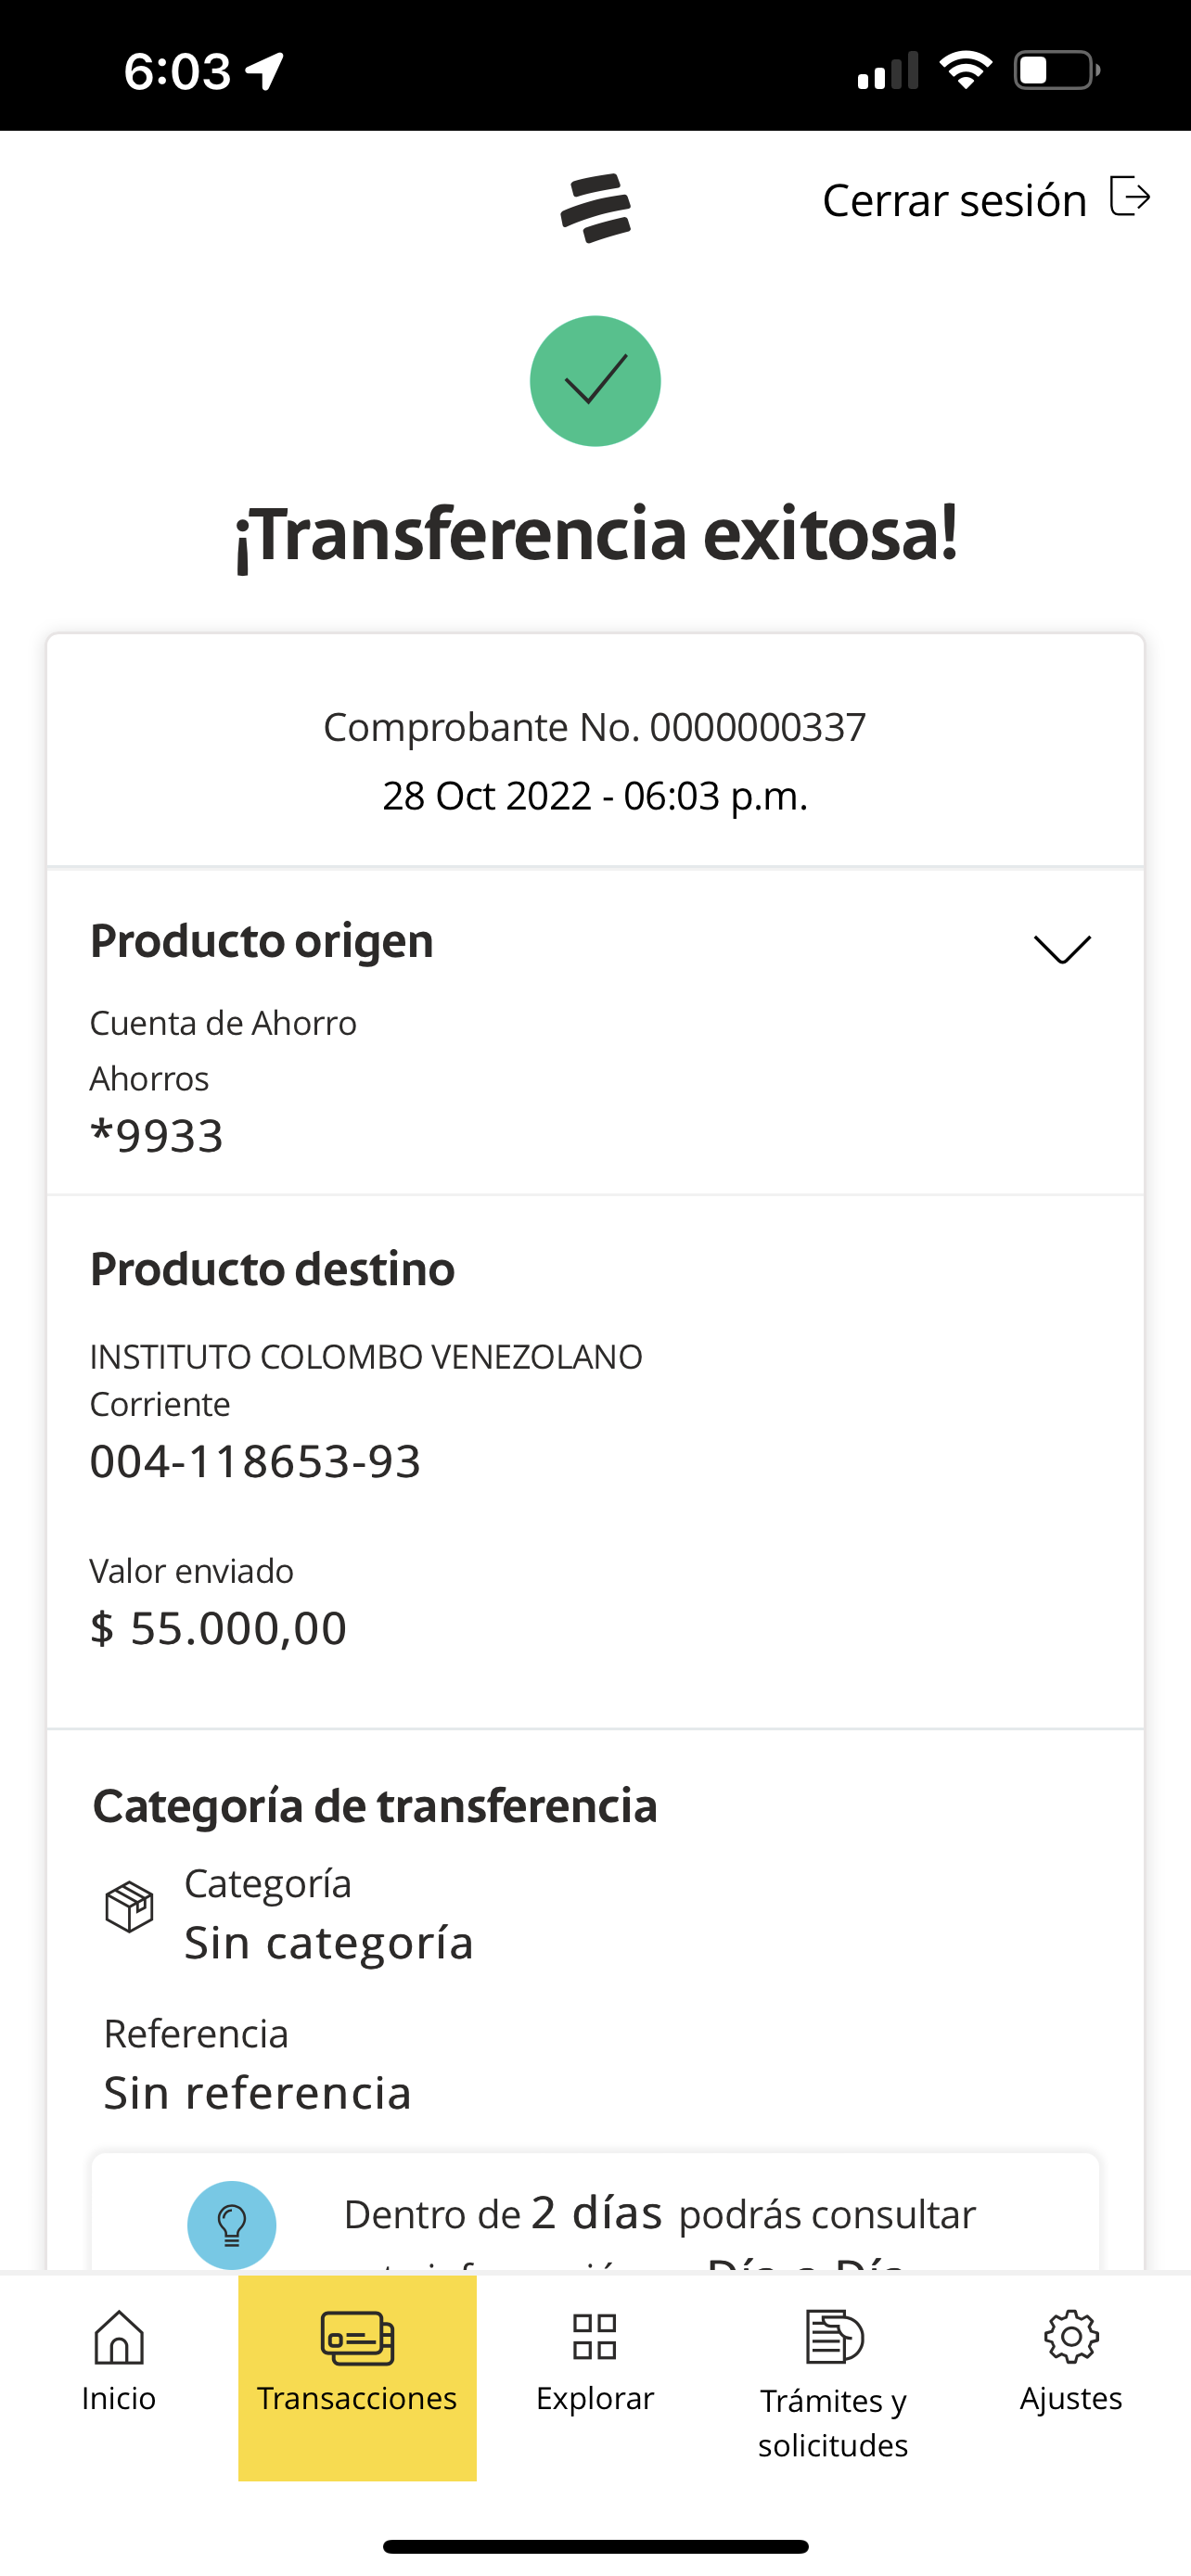 6:03
Cerrar sesión
¡Transferencia exitosa!
Comprobante No. 0000000337
28 Oct 2022 - 06:03 p.m.
Producto origen
Cuenta de Ahorro
Ahorros
*9933
Producto destino
INSTITUTO COLOMBO VENEZOLANO
Corriente
004-118653-93
Valor enviado
$ 55.000,00
Categoría de transferencia
Categoría
Sin categoría
Referencia
Sin referencia
Dentro de 2 días podrás consultar
Día a Día
Inicio
Transacciones
Explorar
Trámites y
solicitudes
Ajustes